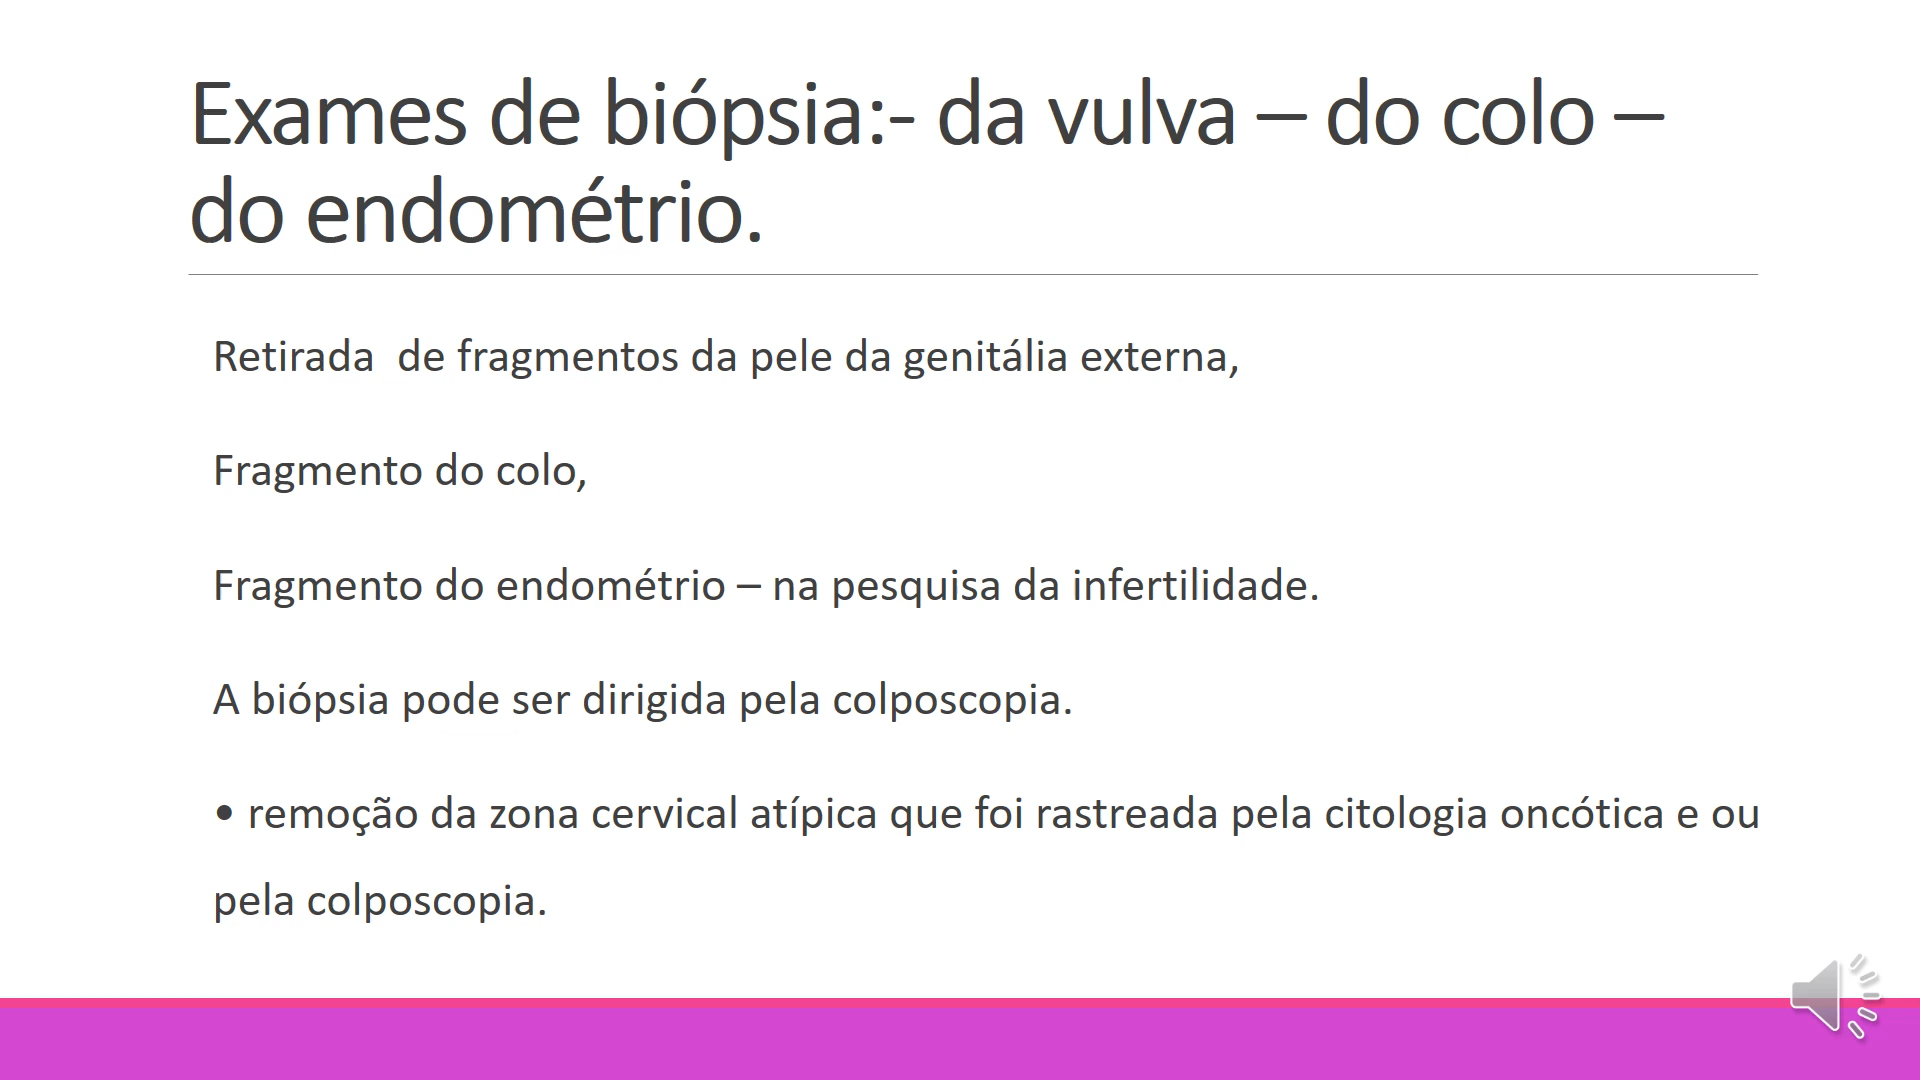 Exames de biópsia:- da vulva – do colo –
do endométrio.
Retirada  de fragmentos da pele da genitália externa,
Fragmento do colo,
Fragmento do endométrio – na pesquisa da infertilidade.
A biópsia pode ser dirigida pela colposcopia.
• remoção da zona cervical atípica que foi rastreada pela citologia oncótica e ou
pela colposcopia.